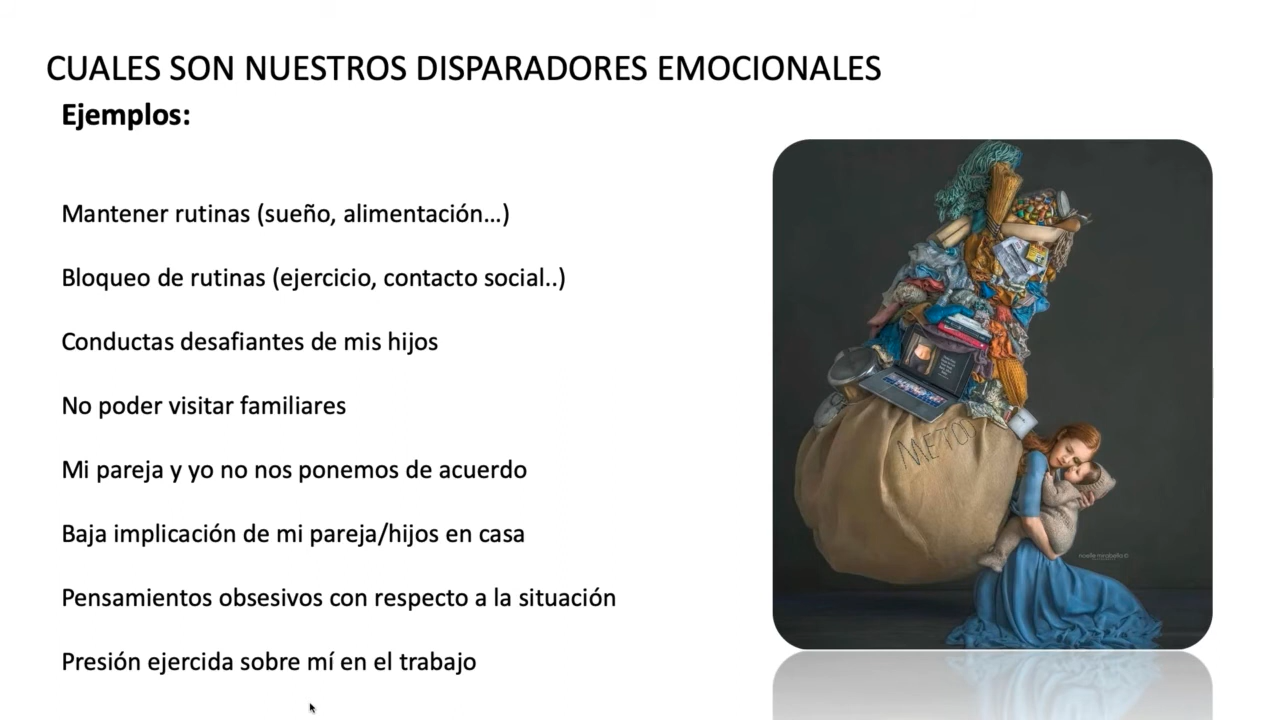 CUALES SON NUESTROS DISPARADORES EMOCIONALES
Ejemplos:
Mantener rutinas (sueño, alimentación...)
Bloqueo de rutinas (ejercicio, contacto social..)
Conductas desafiantes de mis hijos
No poder visitar familiares
Mi pareja y yo no nos ponemos de acuerdo
Baja implicación de mi pareja/hijos en casa
Pensamientos obsesivos con respecto a la situación
Presión ejercida sobre mí en el trabajo
noelle mirabella ©